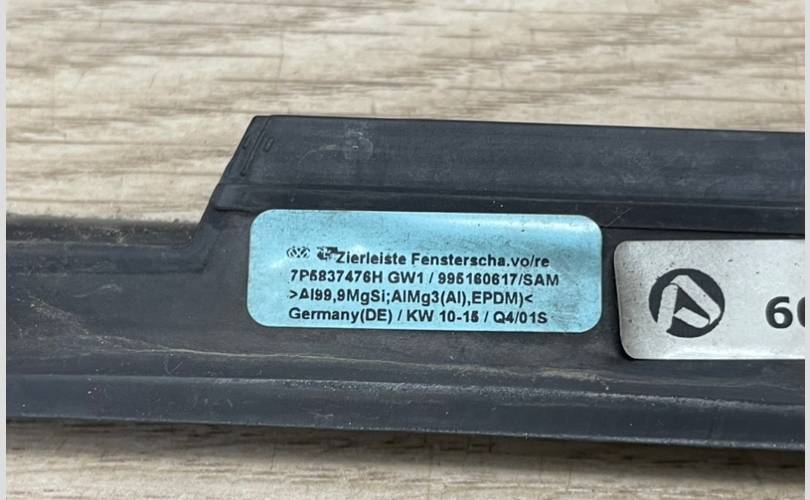 Zierleiste Fensterscha.vo/re
7P5837476H GW1 / 995160617/SAM
>Al99,9MgSi;AlMg3(Al),EPDM)<
Germany(DE) / KW 10-15 / Q4/01S